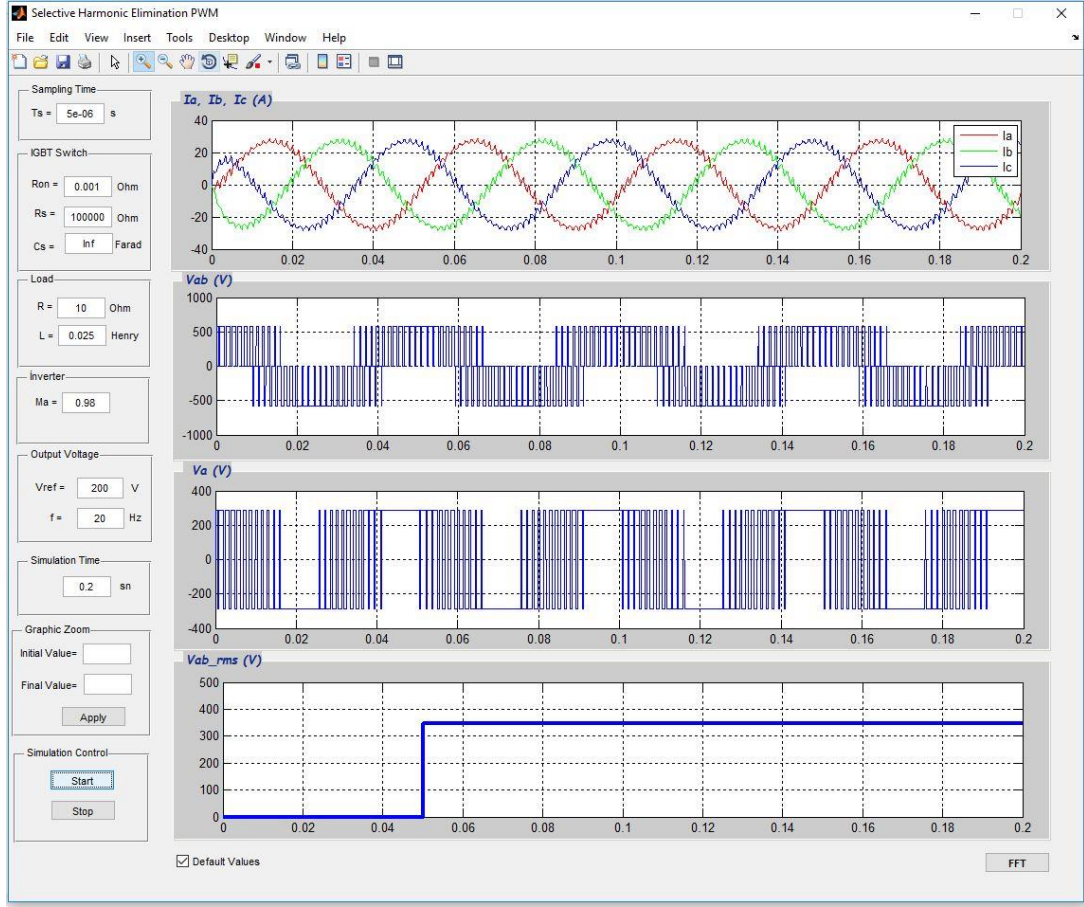 Selective Harmonic Elimination PWM
File Edit View Insert Tools Desktop Window Help
Sampling Time
Ts = 5e-06 s
IGBT Switch
Ron = 0.001 Ohm
Rs = 100000 Ohm
Cs = Inf Farad
Load
R = 10 Ohm
L = 0.025 Henry
Inverter
Ma = 0.98
Output Voltage
Vref = 200 V
f = 20 Hz
Simulation Time
0.2 sn
Graphic Zoom
Initial Value=
Final Value=
Apply
Simulation Control
Start
Stop
Ia, Ib, Ic (A)
40
20
0
-20
-40
0 0.02 0.04 0.06 0.08 0.1 0.12 0.14 0.16 0.18 0.2
Ia
Ib
Ic
Vab (V)
1000
500
0
-500
-1000
0 0.02 0.04 0.06 0.08 0.1 0.12 0.14 0.16 0.18 0.2
Va (V)
400
200
0
-200
-400
0 0.02 0.04 0.06 0.08 0.1 0.12 0.14 0.16 0.18 0.2
Vab_rms (V)
500
400
300
200
100
0
0 0.02 0.04 0.06 0.08 0.1 0.12 0.14 0.16 0.18 0.2
Default Values
FFT